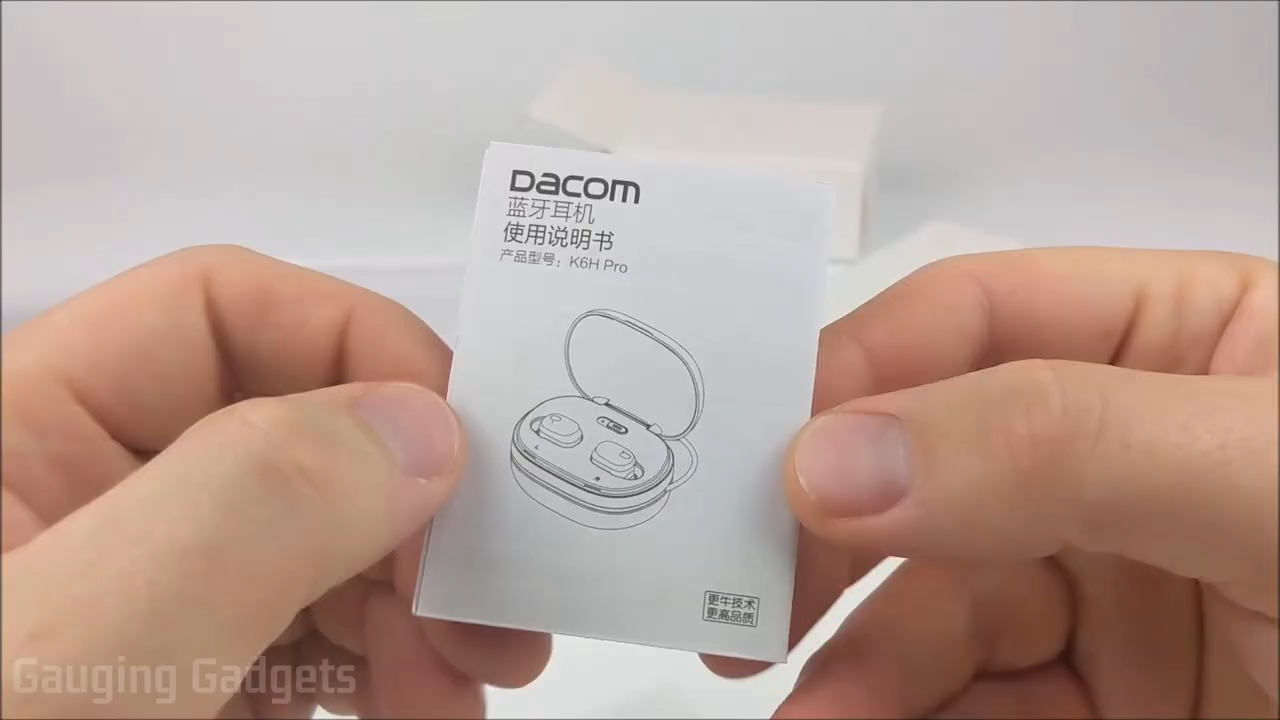 DACOM
蓝牙耳机
使用说明书
产品型号：K6H Pro
L
R
更牛技术
更高品质
Gauging Gadgets